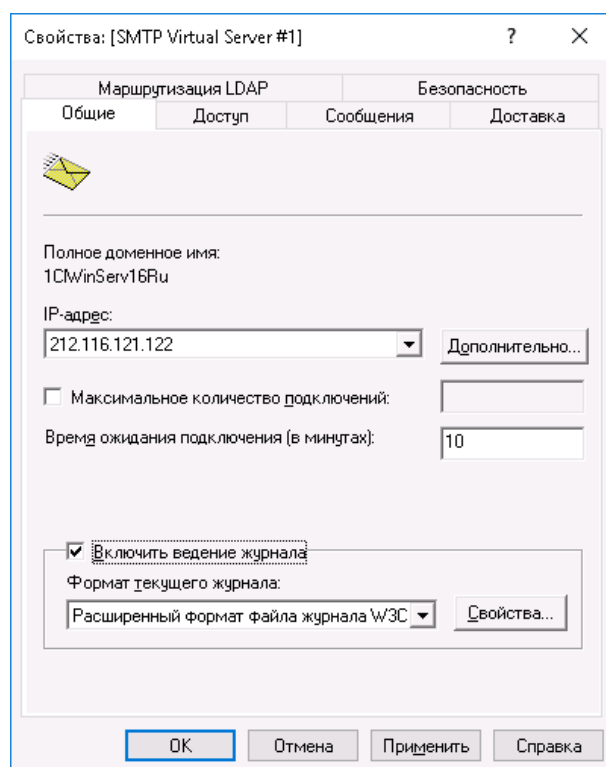 Свойства: [SMTP Virtual Server #1]
?
Маршрутизация LDAP
Безопасность
Общие
Доступ
Сообщения
Доставка
Полное доменное имя:
1ClWinServ16Ru
IP-адрес:
212.116.121.122
Дополнительно...
Максимальное количество подключений:
Время ожидания подключения (в минутах):
10
Включить ведение журнала
Формат текущего журнала:
Расширенный формат файла журнала W3C
Свойства...
OK
Отмена
Применить
Справка